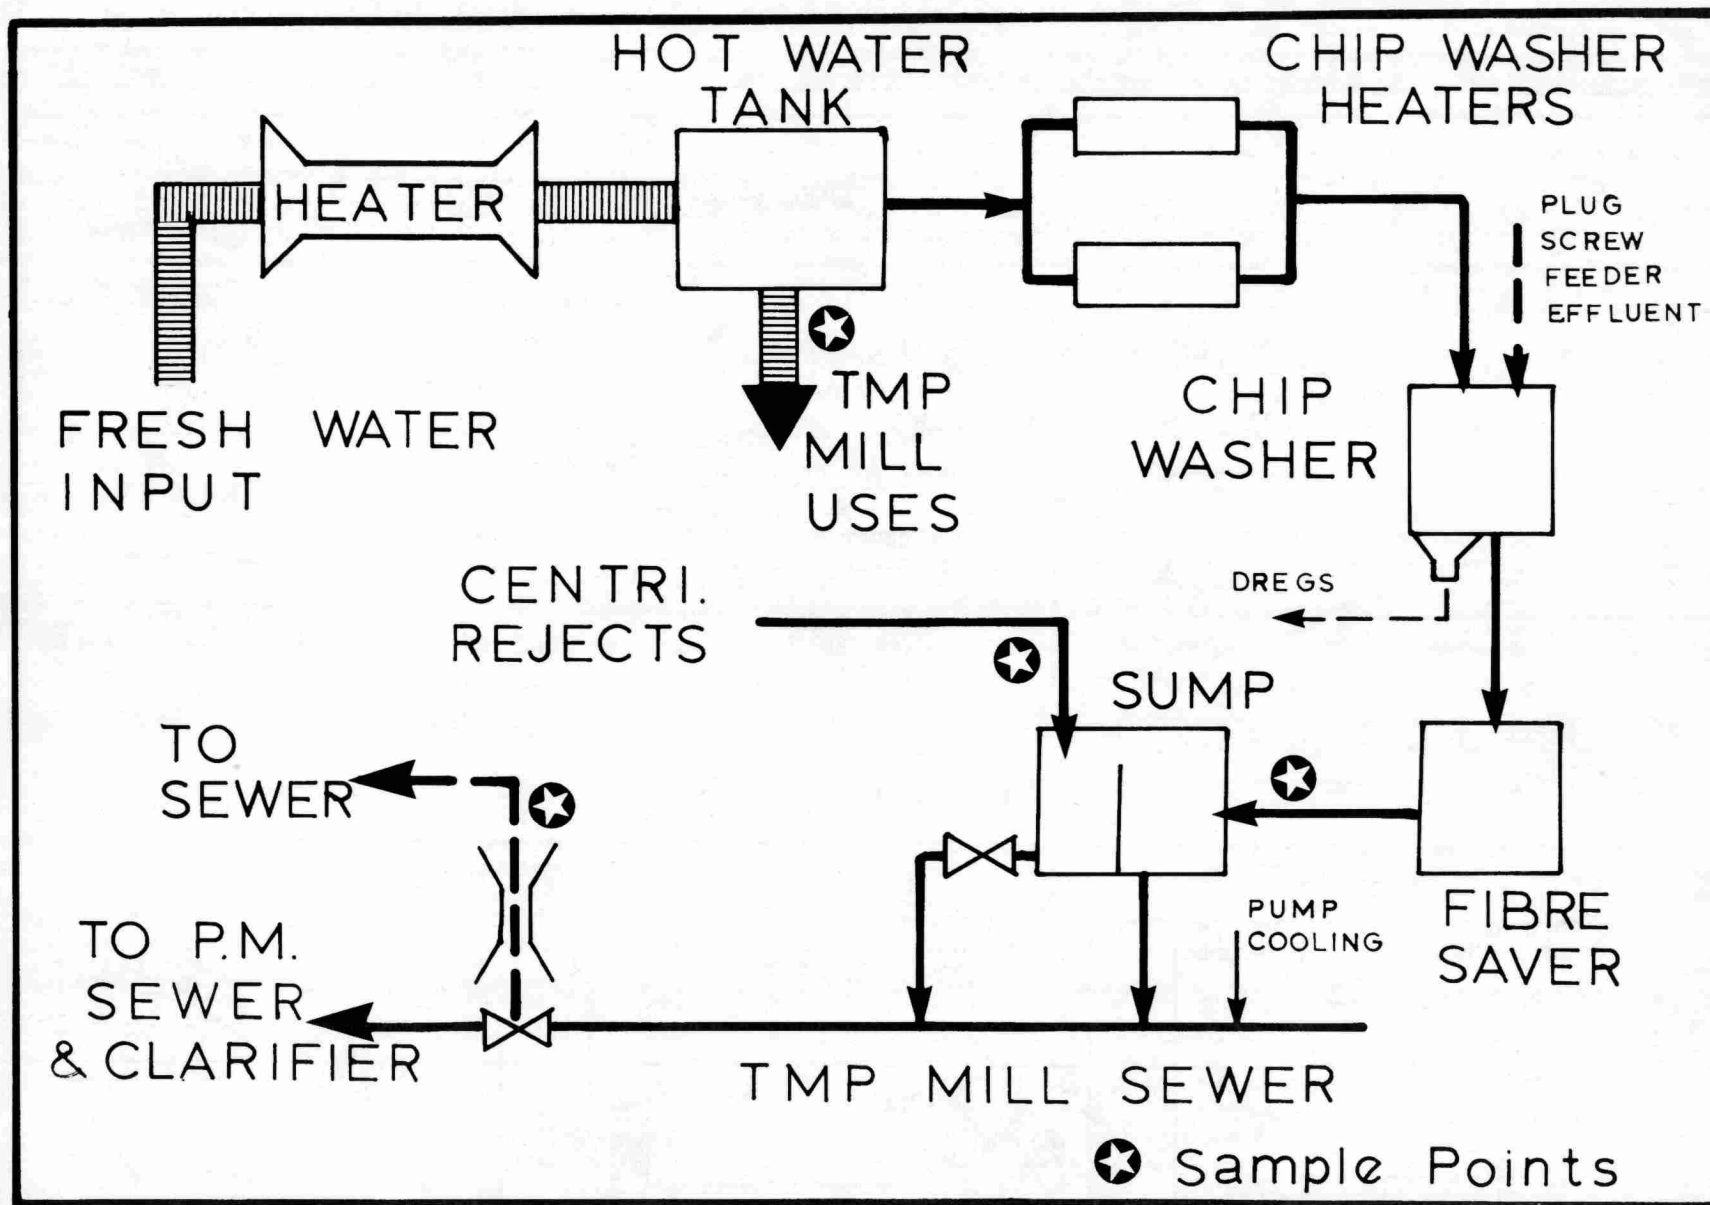 HOT WATER
TANK
CHIP WASHER
HEATERS
HEATER
PLUG
SCREW
FEEDER
EFFLUENT
FRESH WATER
INPUT
TMP
MILL
USES
CHIP
WASHER
CENTRI.
REJECTS
DREGS
SUMP
TO
SEWER
TO P.M.
SEWER
& CLARIFIER
PUMP
COOLING
FIBRE
SAVER
TMP MILL SEWER
Sample Points